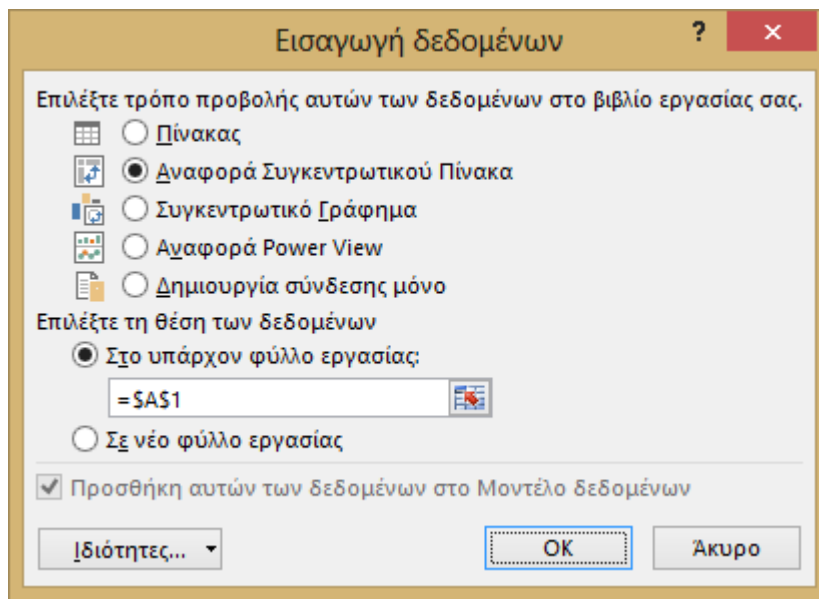 Εισαγωγή δεδομένων ? ×
Επιλέξτε τρόπο προβολής αυτών των δεδομένων στο βιβλίο εργασίας σας.
Πίνακας
Αναφορά Συγκεντρωτικού Πίνακα
Συγκεντρωτικό Γράφημα
Αναφορά Power View
Δημιουργία σύνδεσης μόνο
Επιλέξτε τη θέση των δεδομένων
Στο υπάρχον φύλλο εργασίας:
=$A$1
Σε νέο φύλλο εργασίας
Προσθήκη αυτών των δεδομένων στο Μοντέλο δεδομένων
Ιδιότητες... OK Άκυρο